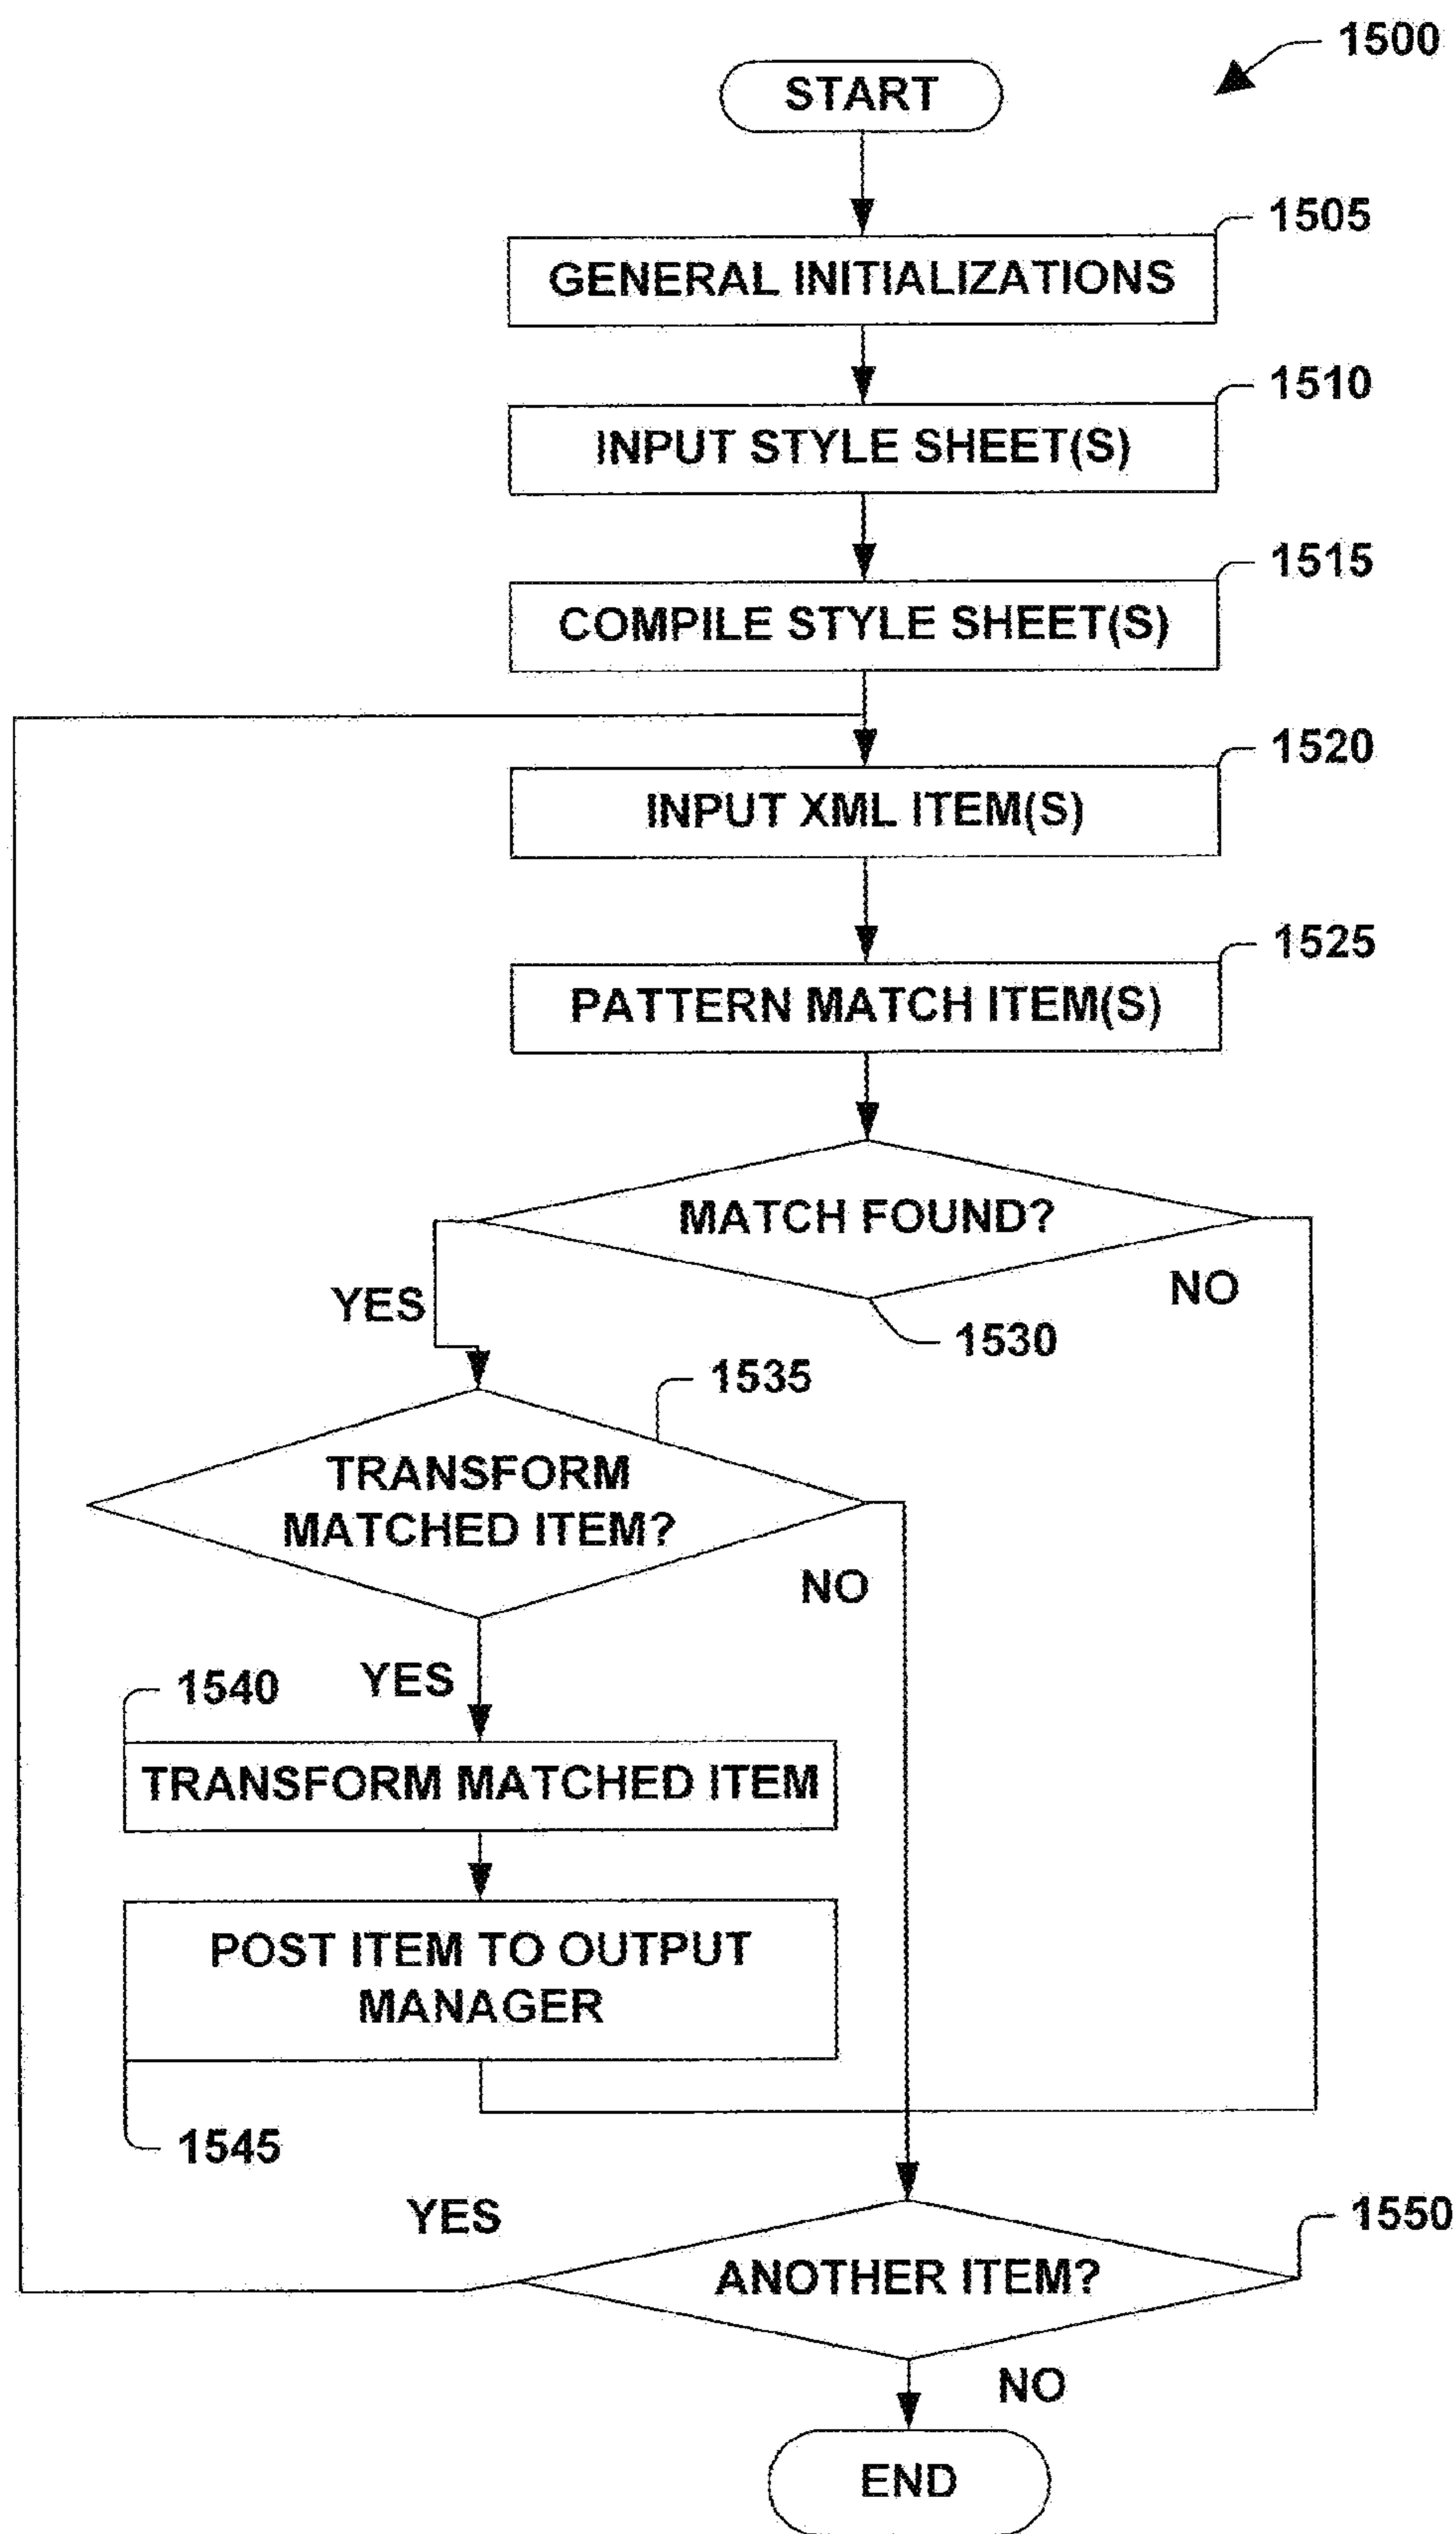 1500
START
1505
GENERAL INITIALIZATIONS
1510
INPUT STYLE SHEET(S)
1515
COMPILE STYLE SHEET(S)
1520
INPUT XML ITEM(S)
1525
PATTERN MATCH ITEM(S)
MATCH FOUND?
YES
NO
1530
1535
TRANSFORM
MATCHED ITEM?
NO
YES
1540
TRANSFORM MATCHED ITEM
POST ITEM TO OUTPUT
MANAGER
1545
YES
1550
ANOTHER ITEM?
NO
END